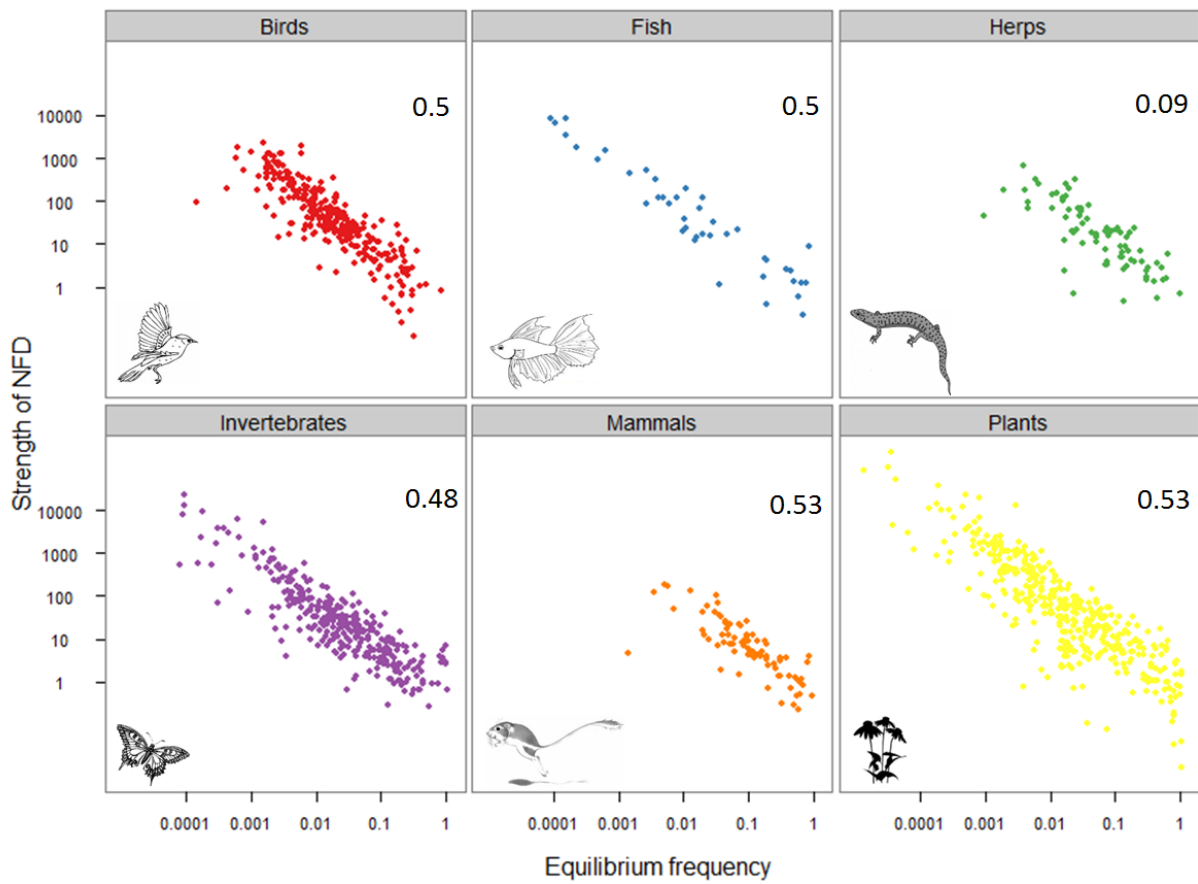 Birds
Fish
Herps
0.5
0.5
0.09
10000
1000
100
10
1
Strength of NFD
Invertebrates
Mammals
Plants
0.48
0.53
0.53
10000
1000
100
10
1
0.0001 0.001 0.01 0.1 1
0.0001 0.001 0.01 0.1 1
0.0001 0.001 0.01 0.1 1
Equilibrium frequency